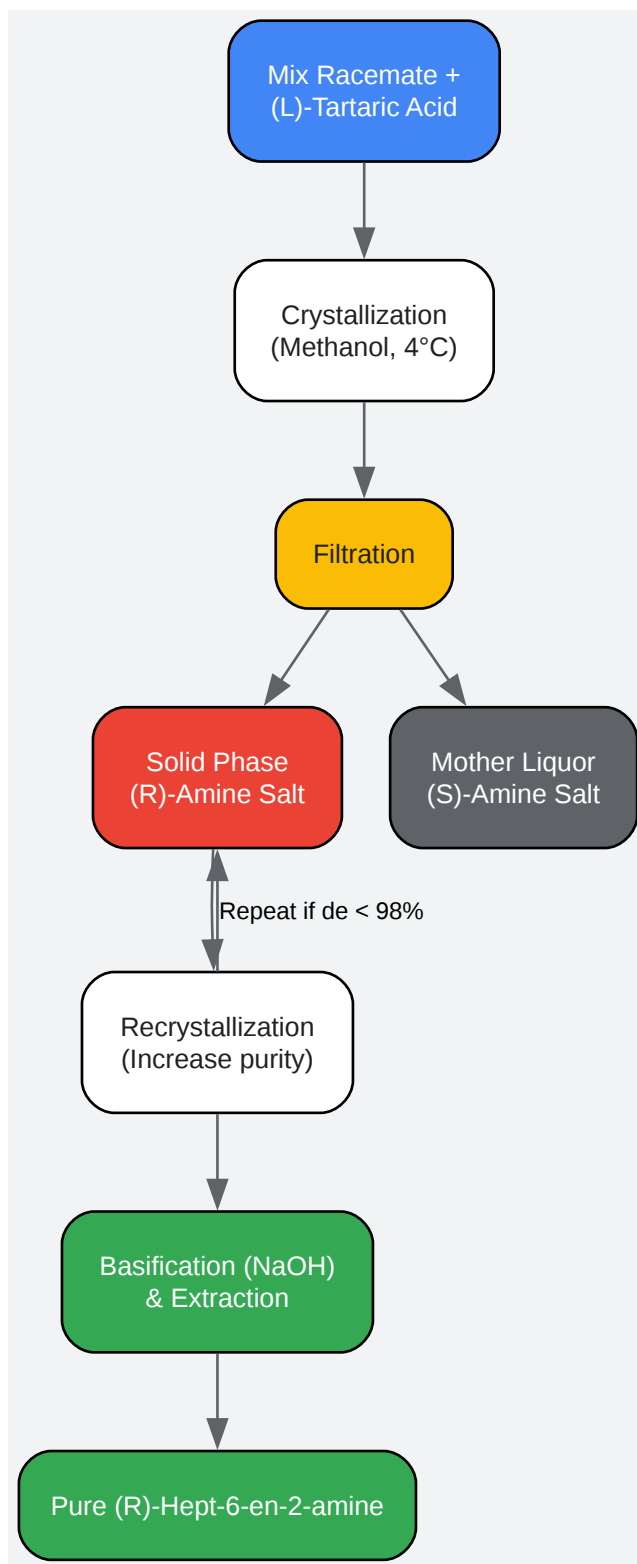 Mix Racemate +
(L)-Tartaric Acid
Crystallization
(Methanol, 4°C)
Filtration
Solid Phase
(R)-Amine Salt
Mother Liquor
(S)-Amine Salt
Repeat if de < 98%
Recrystallization
(Increase purity)
Basification (NaOH)
& Extraction
Pure (R)-Hept-6-en-2-amine